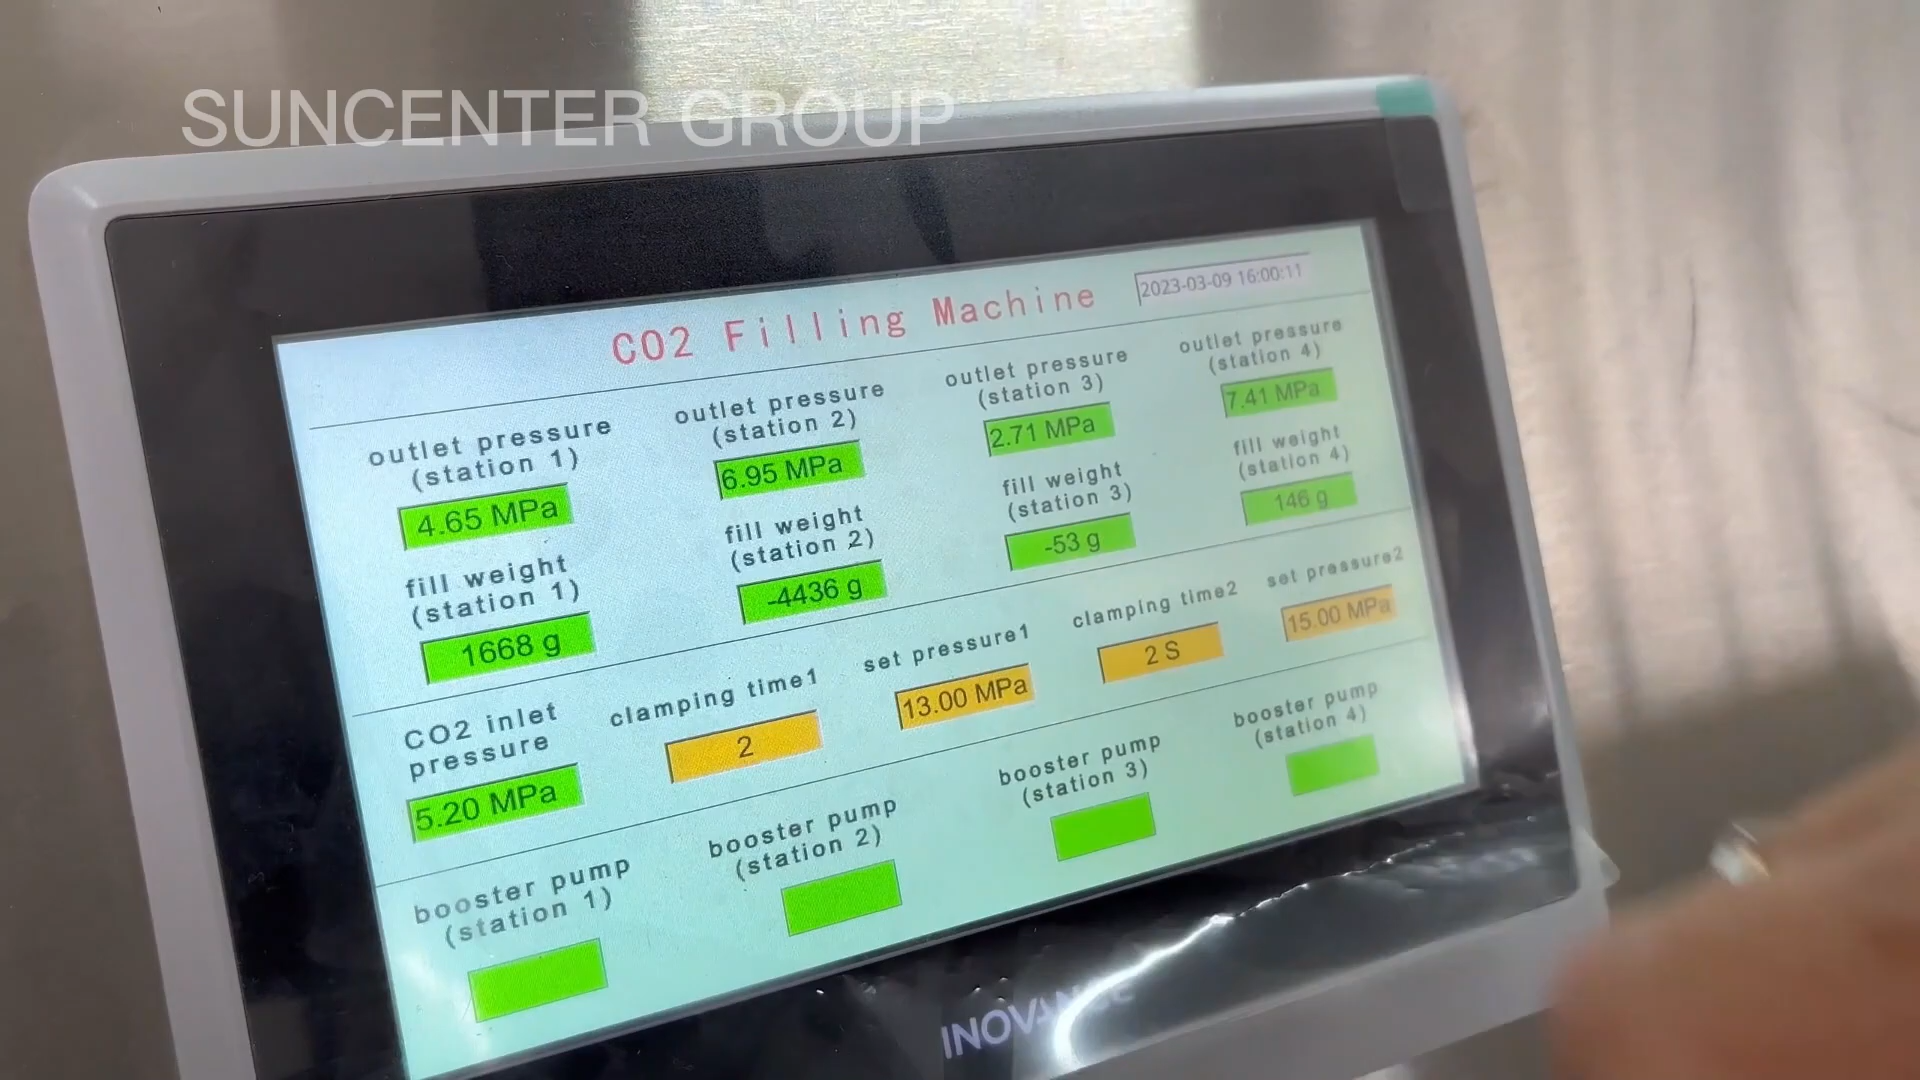 SUNCENTER GROUP
CO2 Filling Machine
2023-03-09 16:00:11
outlet pressure
(station 1)
4.65 MPa
outlet pressure
(station 2)
6.95 MPa
outlet pressure
(station 3)
2.71 MPa
outlet pressure
(station 4)
7.41 MPa
fill weight
(station 1)
1668 g
fill weight
(station 2)
-4436 g
fill weight
(station 3)
-53 g
fill weight
(station 4)
146 g
CO2 inlet
pressure
5.20 MPa
clamping time1
2
set pressure1
13.00 MPa
clamping time2
2 S
set pressure2
15.00 MPa
booster pump
(station 1)
booster pump
(station 2)
booster pump
(station 3)
booster pump
(station 4)
INOVANCE